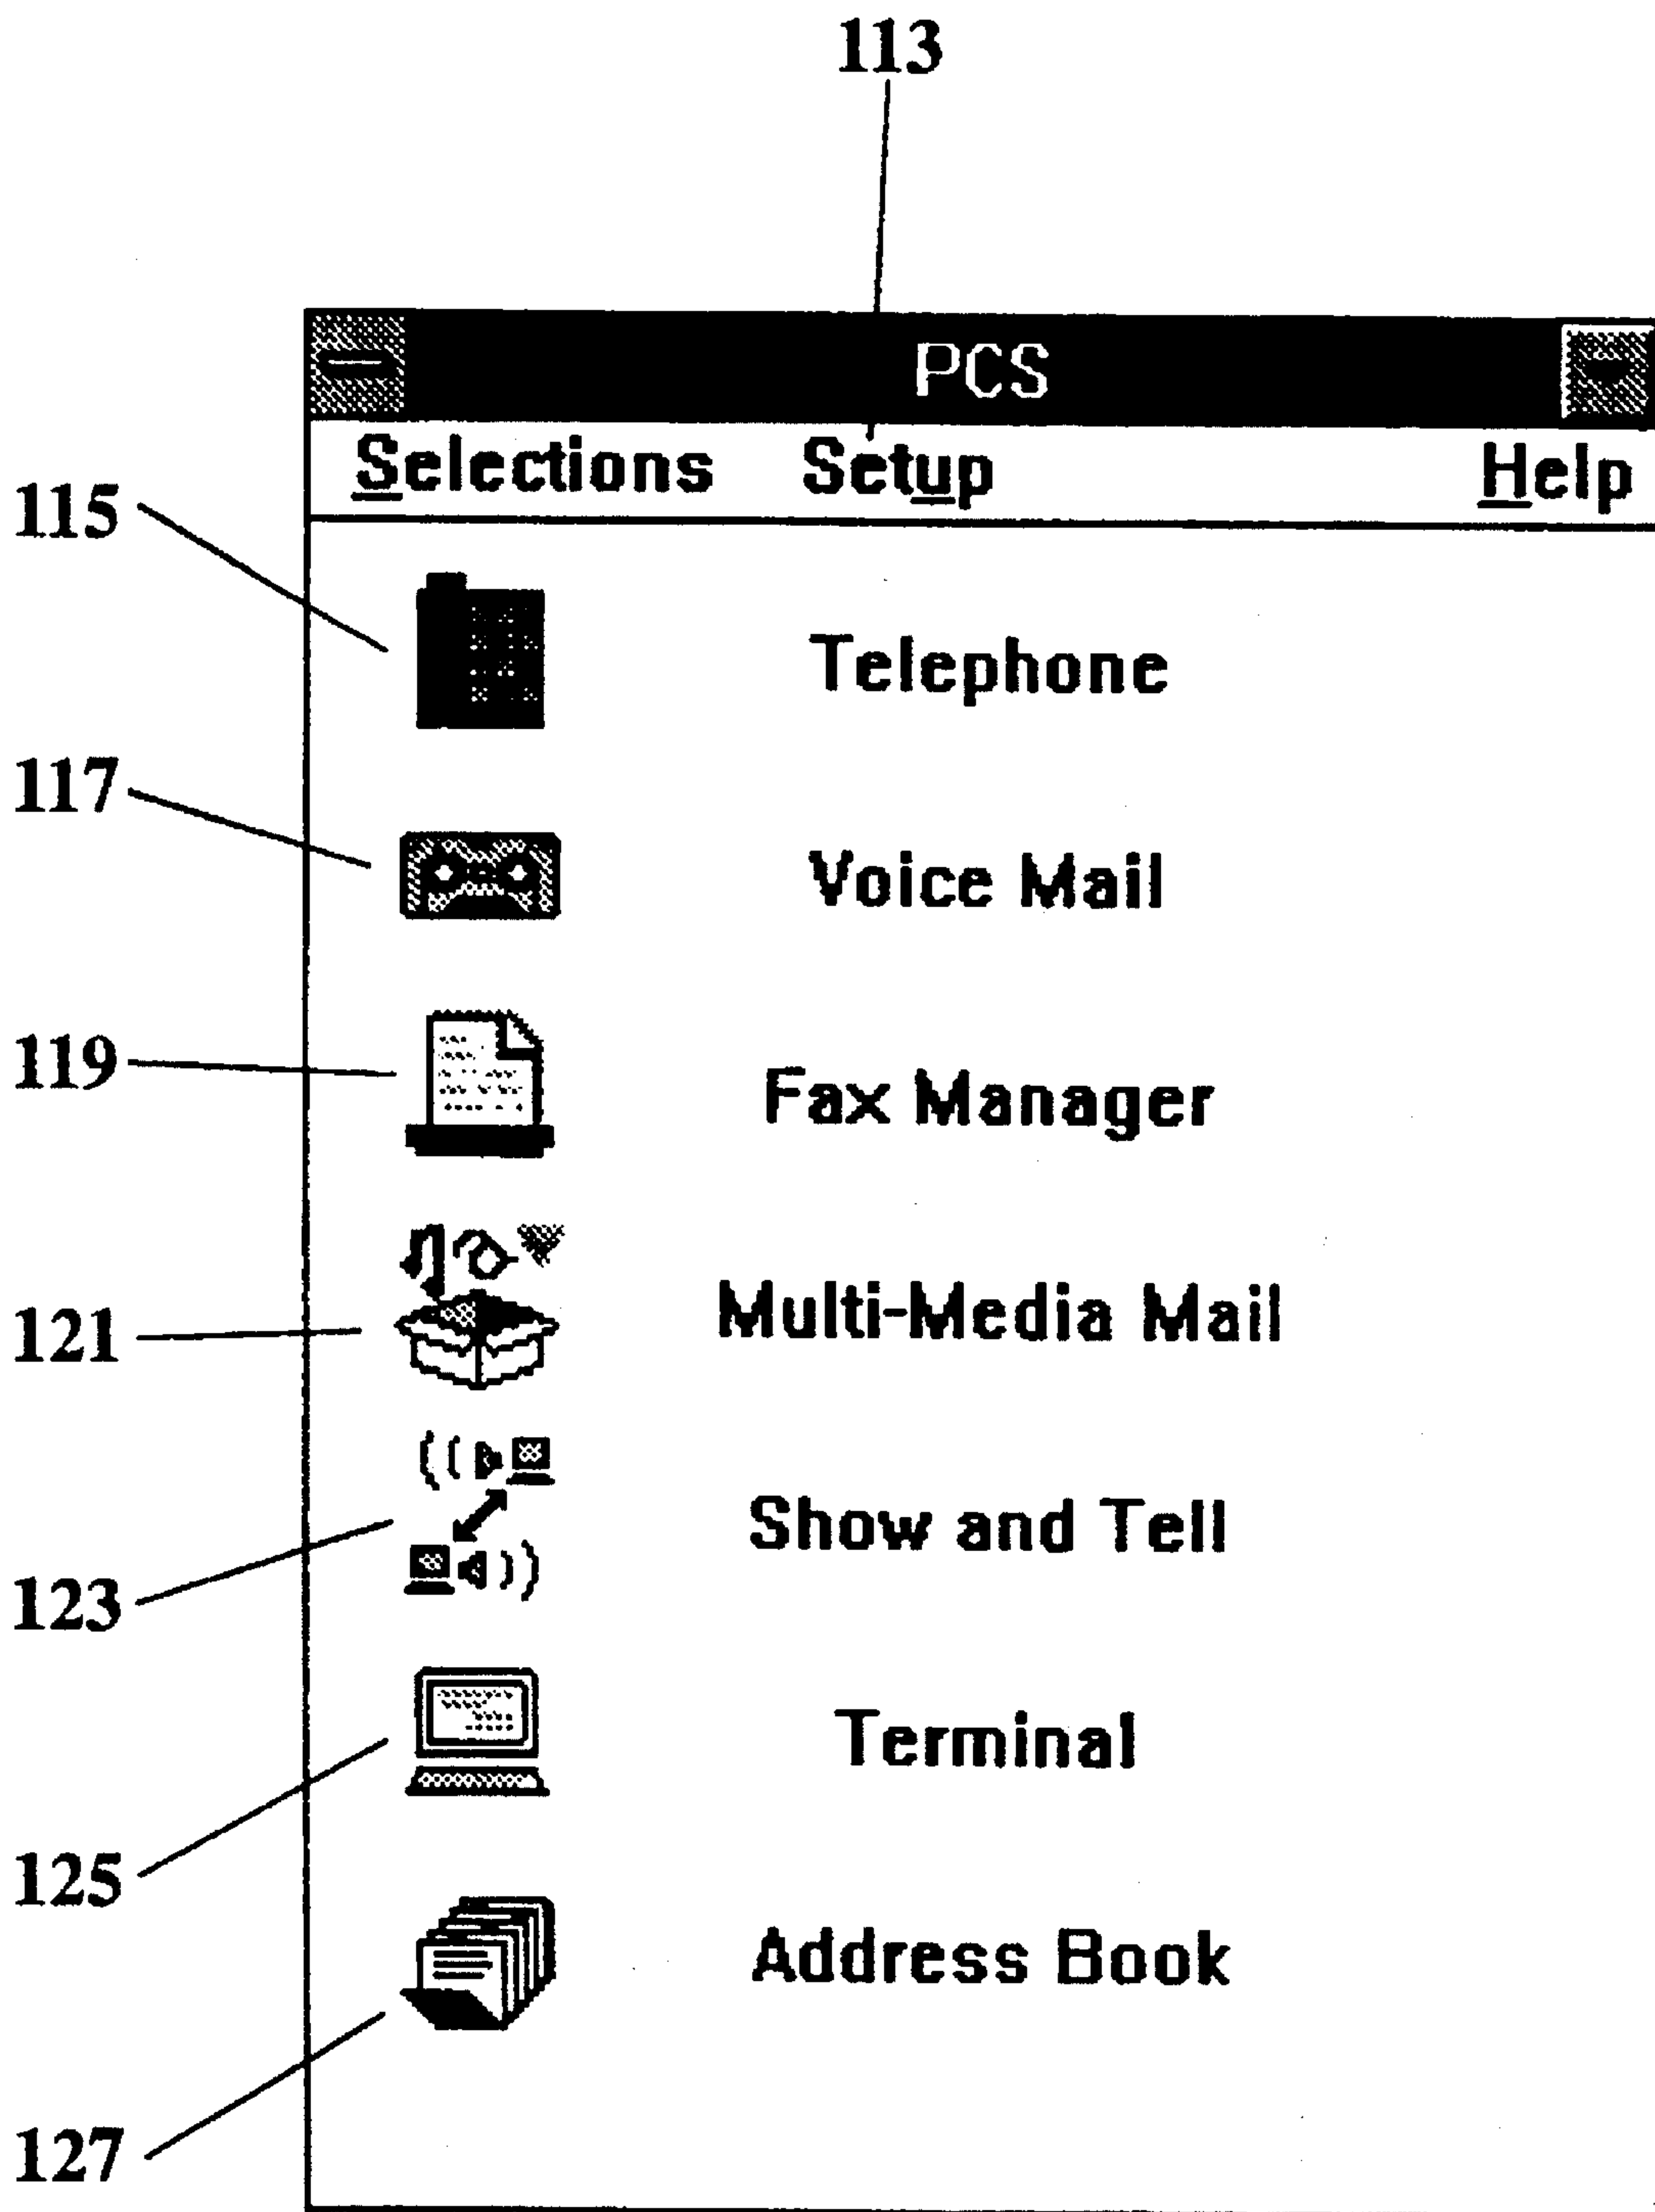 113
PCS
Selections Setup Help
115
Telephone
117
Voice Mail
119
Fax Manager
121
Multi-Media Mail
123
Show and Tell
125
Terminal
127
Address Book